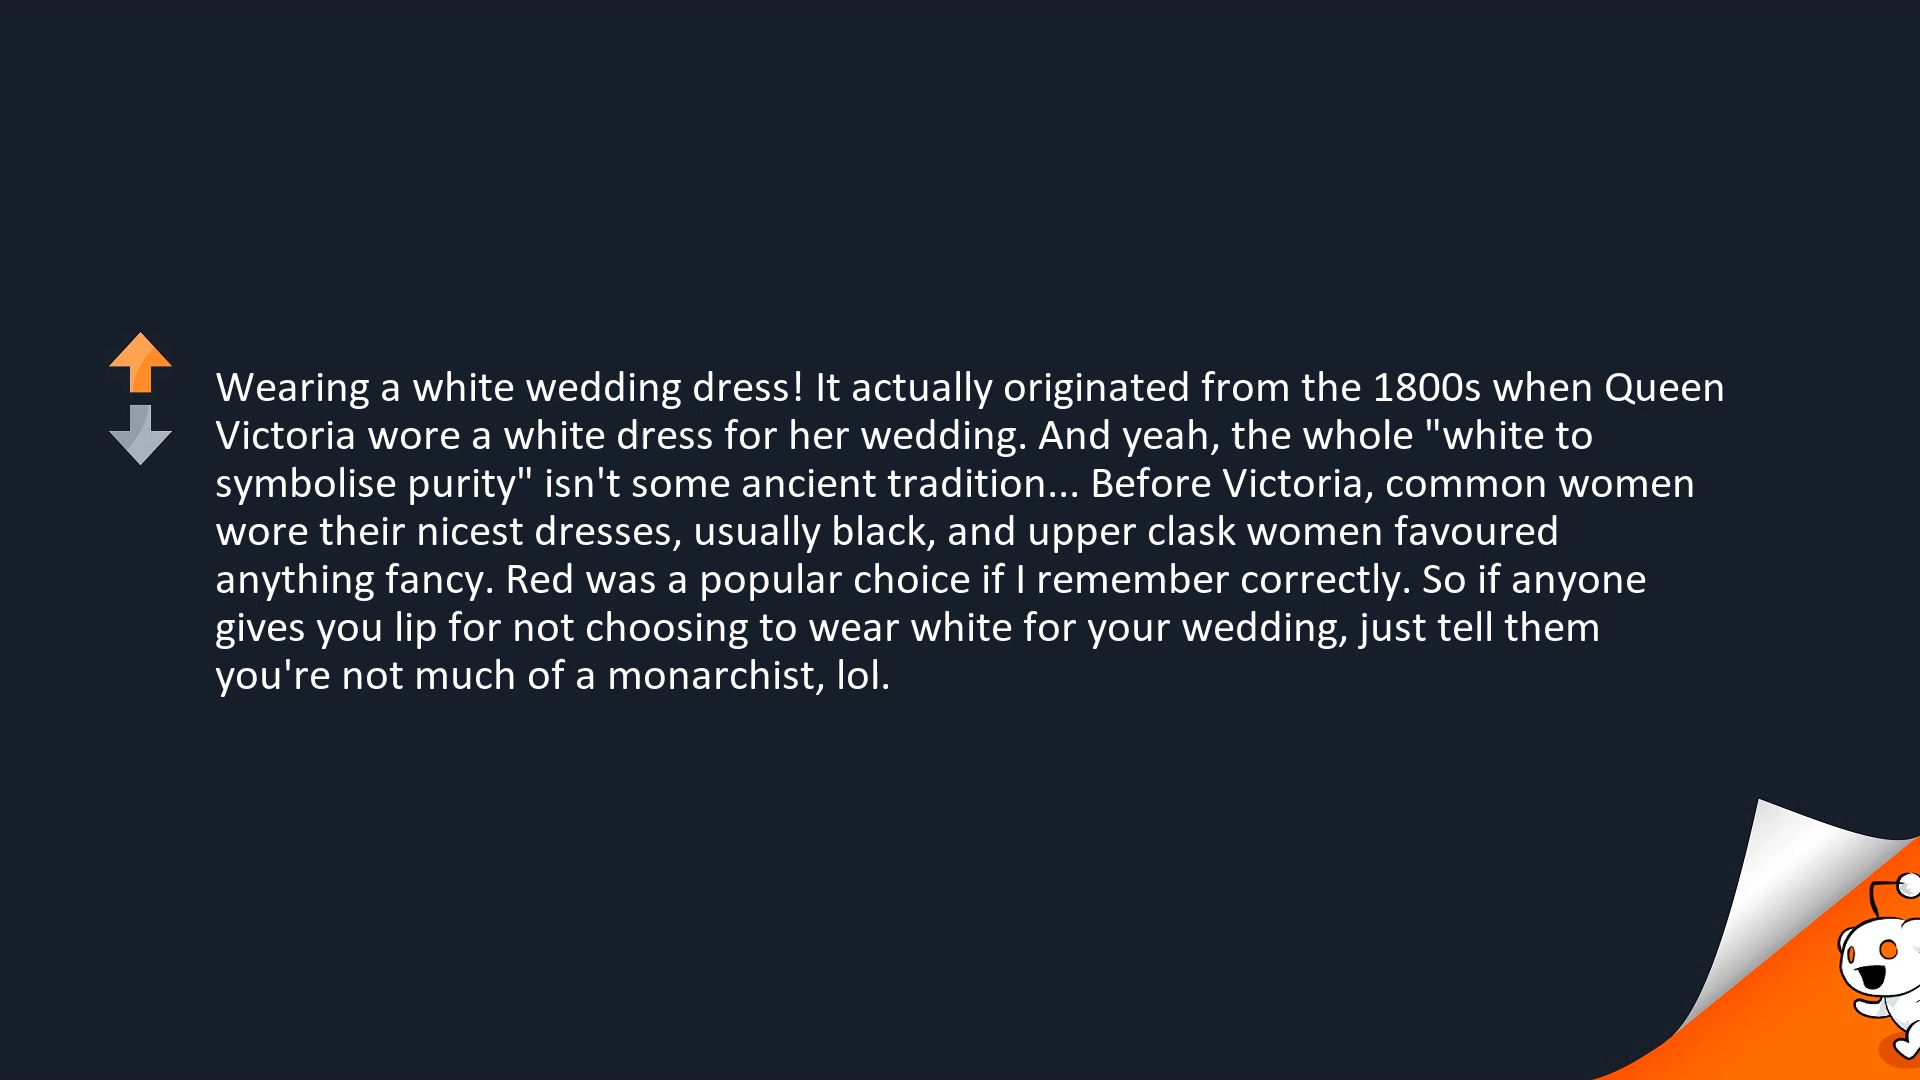 Wearing a white wedding dress! It actually originated from the 1800s when Queen
Victoria wore a white dress for her wedding. And yeah, the whole "white to
symbolise purity" isn't some ancient tradition... Before Victoria, common women
wore their nicest dresses, usually black, and upper clask women favoured
anything fancy. Red was a popular choice if I remember correctly. So if anyone
gives you lip for not choosing to wear white for your wedding, just tell them
you're not much of a monarchist, lol.